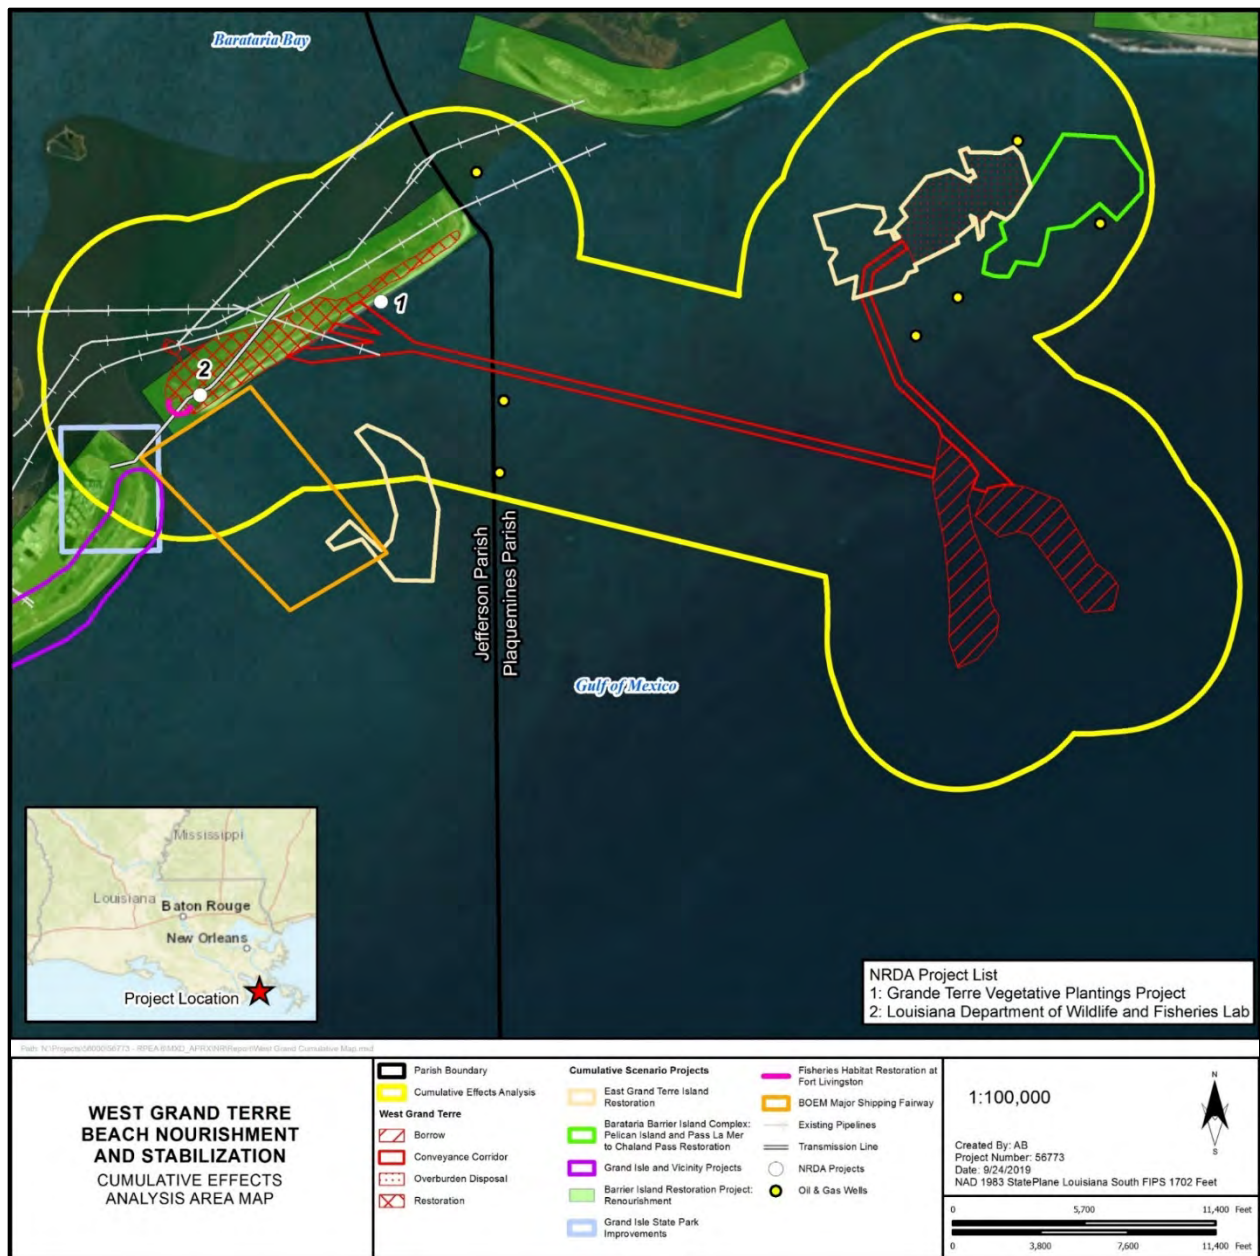 Barataria Bay
1
2
Jefferson Parish
Plaquemines Parish
Gulf of Mexico
Mississippi
Louisiana
Baton Rouge
New Orleans
Project Location
NRDA Project List
1: Grande Terre Vegetative Plantings Project
2: Louisiana Department of Wildlife and Fisheries Lab
WEST GRAND TERRE
BEACH NOURISHMENT
AND STABILIZATION
CUMULATIVE EFFECTS
ANALYSIS AREA MAP
Parish Boundary
Cumulative Effects Analysis
West Grand Terre
Borrow
Conveyance Corridor
Overburden Disposal
Restoration
Cumulative Scenario Projects
East Grand Terre Island
Restoration
Barataria Barrier Island Complex:
Pelican Island and Pass La Mer
to Chaland Pass Restoration
Grand Isle and Vicinity Projects
Barrier Island Restoration Project:
Renourishment
Grand Isle State Park
Improvements
Fisheries Habitat Restoration at
Fort Livingston
BOEM Major Shipping Fairway
Existing Pipelines
Transmission Line
NRDA Projects
Oil & Gas Wells
1:100,000
N
S
Created By: AB
Project Number: 56773
Date: 9/24/2019
NAD 1983 StatePlane Louisiana South FIPS 1702 Feet
0 5,700 11,400 Feet
0 3,800 7,600 11,400 Feet